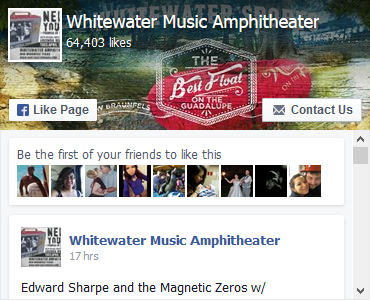 Whitewater Music Amphitheater
64,403 likes
THE
Best Float
ON THE
GUADALUPE
Like Page
Contact Us
Be the first of your friends to like this
Whitewater Music Amphitheater
17 hrs
Edward Sharpe and the Magnetic Zeros w/